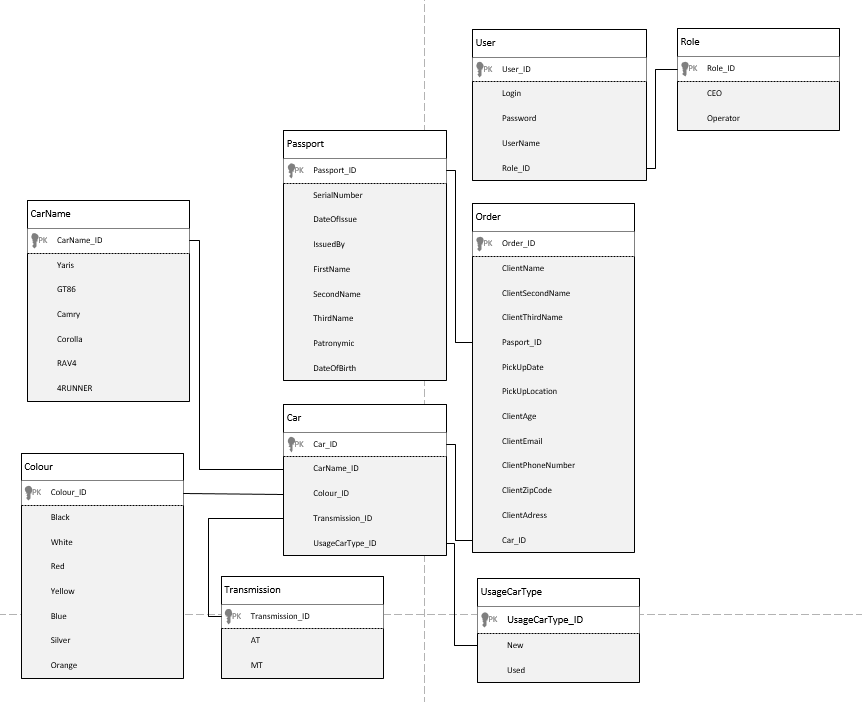 User
PK User_ID
Login
Password
UserName
Role_ID
Role
PK Role_ID
CEO
Operator
Passport
PK Passport_ID
SerialNumber
DateOfIssue
IssuedBy
FirstName
SecondName
ThirdName
Patronymic
DateOfBirth
CarName
PK CarName_ID
Yaris
GT86
Camry
Corolla
RAV4
4RUNNER
Order
PK Order_ID
ClientName
ClientSecondName
ClientThirdName
Pasport_ID
PickUpDate
PickUpLocation
ClientAge
ClientEmail
ClientPhoneNumber
ClientZipCode
ClientAdress
Car_ID
Car
PK Car_ID
CarName_ID
Colour_ID
Transmission_ID
UsageCarType_ID
Colour
PK Colour_ID
Black
White
Red
Yellow
Blue
Silver
Orange
Transmission
PK Transmission_ID
AT
MT
UsageCarType
PK UsageCarType_ID
New
Used